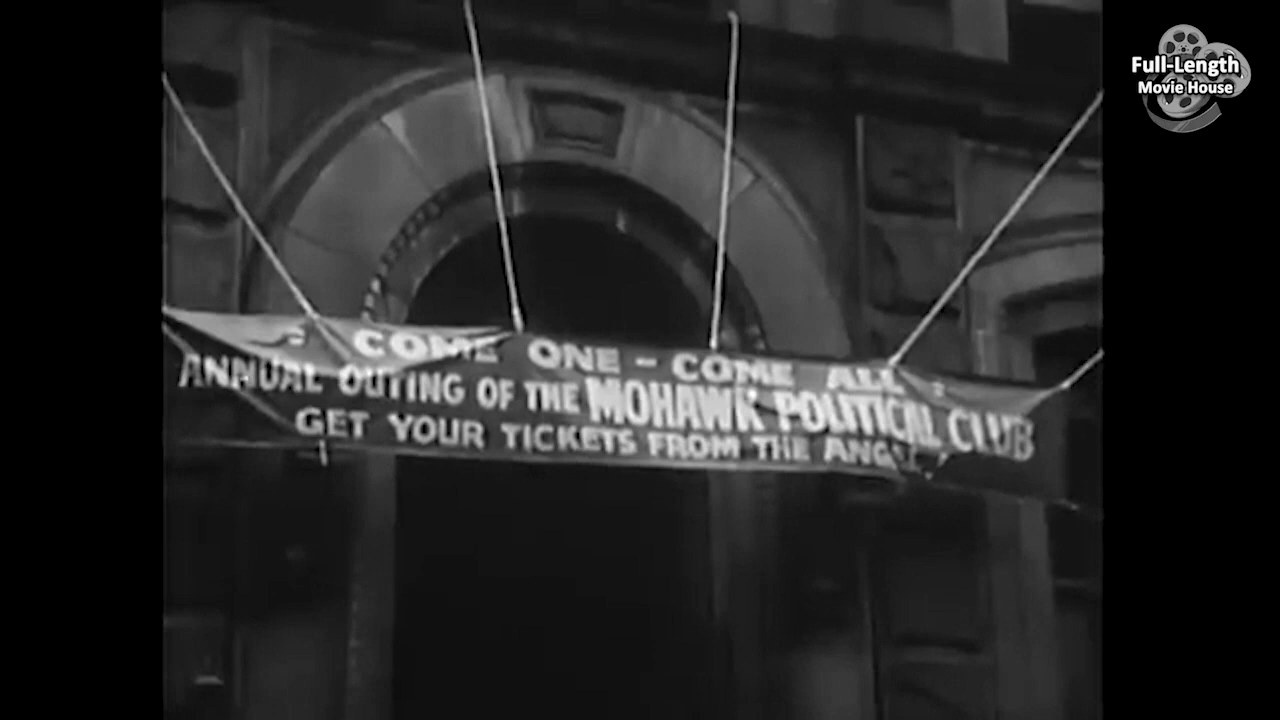 : COME ONE - COME ALL :
ANNUAL OUTING OF THE MOHAWK POLITICAL CLUB
GET YOUR TICKETS FROM THE
Full-Length
Movie House